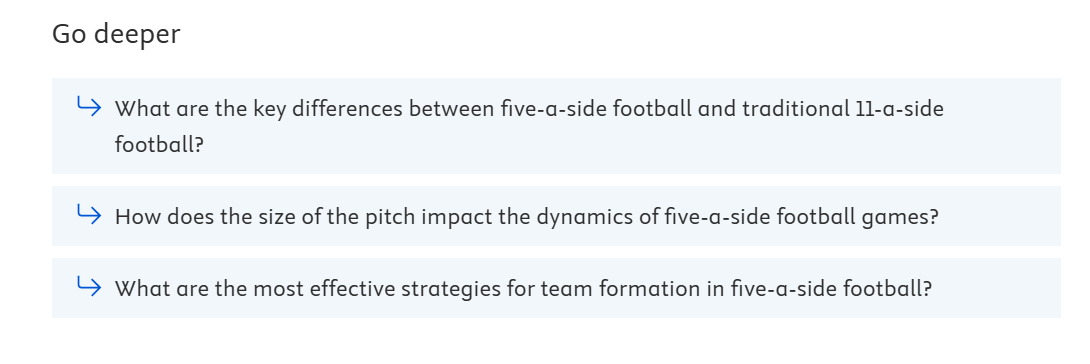 Go deeper
What are the key differences between five-a-side football and traditional 11-a-side
football?
How does the size of the pitch impact the dynamics of five-a-side football games?
What are the most effective strategies for team formation in five-a-side football?